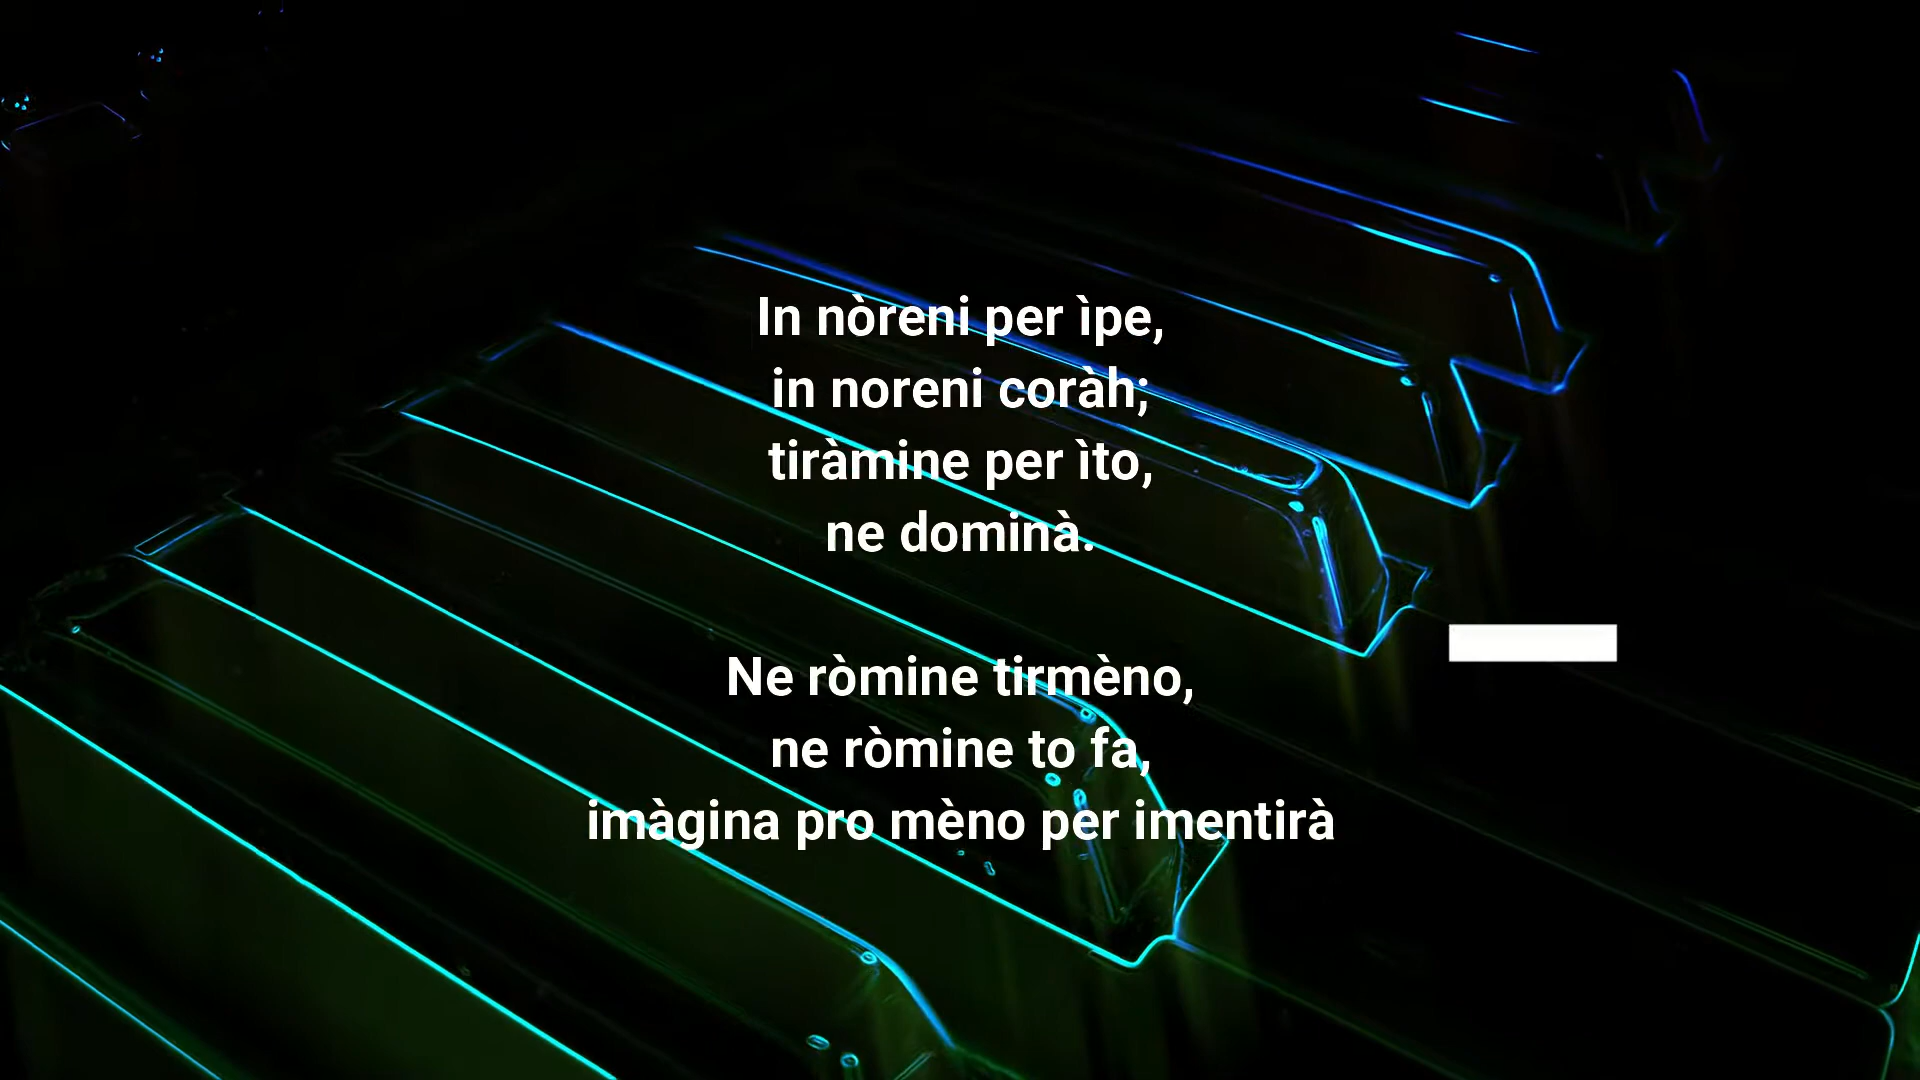 In nòreni per ìpe,
in noreni coràh;
tiràmine per ìto,
ne dominà.
Ne ròmine tirmèno,
ne ròmine to fa,
imàgina pro mèno per imentirà